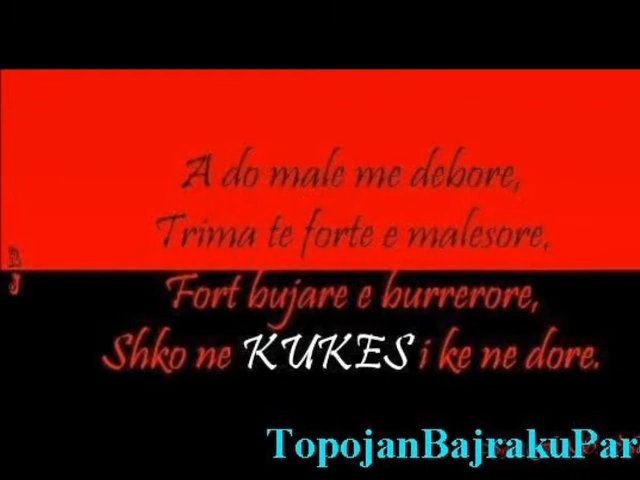 A do male me debore,
Trima te forte e malesore,
Fort bujare e burrerore,
Shko ne KUKES i ke ne dore.
TopojanBajrakuPar